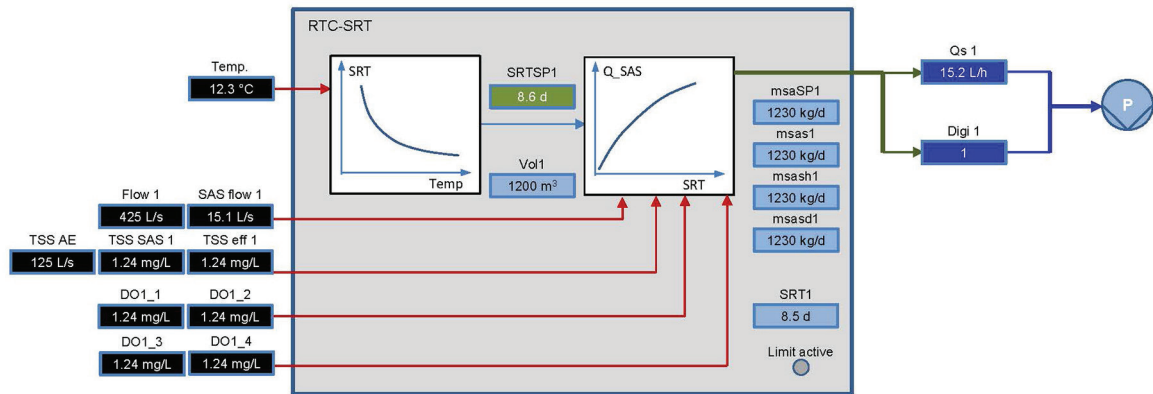 RTC-SRT
Temp.
12.3 °C
SRT
Temp
SRTSP1
8.6 d
Vol1
1200 m³
Q_SAS
SRT
msaSP1
1230 kg/d
msas1
1230 kg/d
msash1
1230 kg/d
msasd1
1230 kg/d
SRT1
8.5 d
Limit active
Qs 1
15.2 L/h
Digi 1
1
P
Flow 1 SAS flow 1
425 L/s 15.1 L/s
TSS AE TSS SAS 1 TSS eff 1
125 L/s 1.24 mg/L 1.24 mg/L
DO1_1 DO1_2
1.24 mg/L 1.24 mg/L
DO1_3 DO1_4
1.24 mg/L 1.24 mg/L